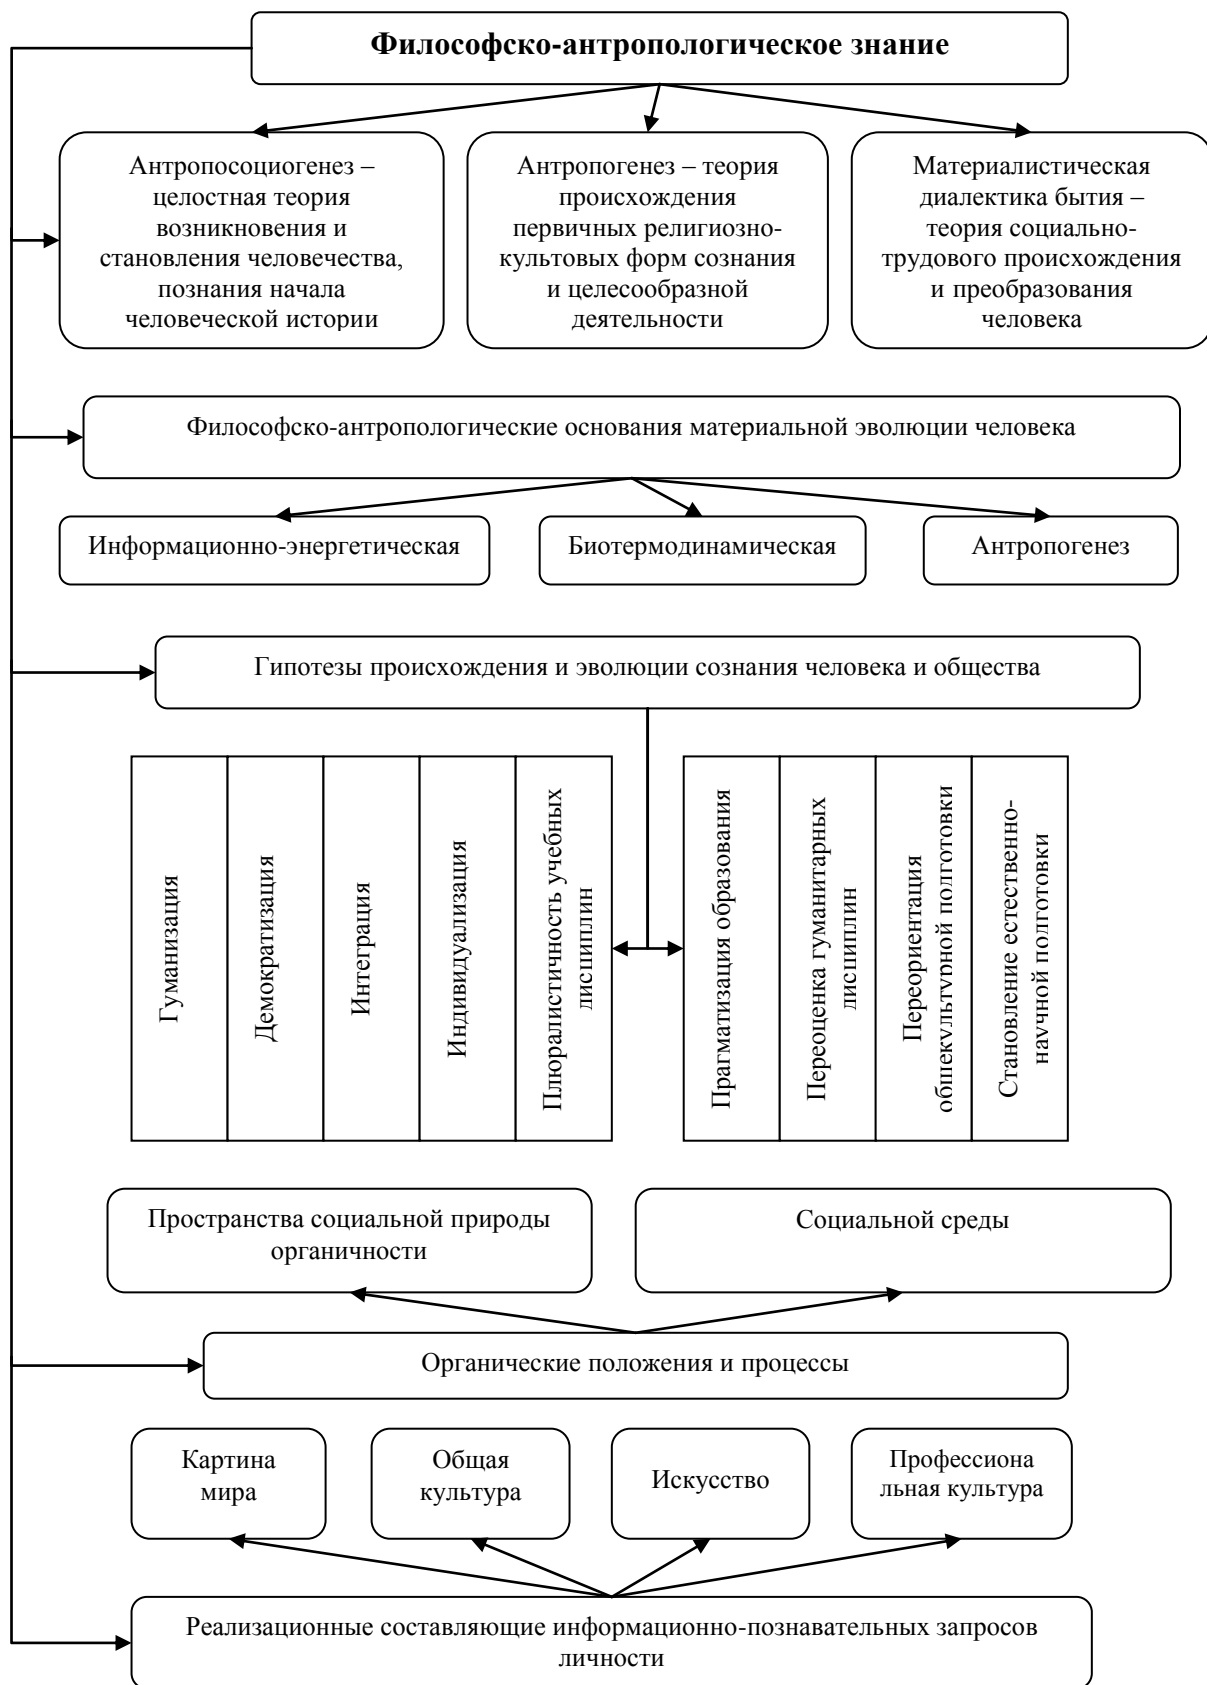 Философско-антропологическое знание
Антропосоциогенез –
целостная теория
возникновения и
становления человечества,
познания начала
человеческой истории
Антропогенез – теория
происхождения
первичных религиозно-
культовых форм сознания
и целесообразной
деятельности
Материалистическая
диалектика бытия –
теория социально-
трудового происхождения
и преобразования
человека
Философско-антропологические основания материальной эволюции человека
Информационно-энергетическая
Биотермодинамическая
Антропогенез
Гипотезы происхождения и эволюции сознания человека и общества
Гуманизация
Демократизация
Интеграция
Индивидуализация
Плюралистичность учебных
дисциплин
Прагматизация образования
Переоценка гуманитарных
дисциплин
Переориентация
общекультурной подготовки
Становление естественно-
научной подготовки
Пространства социальной природы
органичности
Социальной среды
Органические положения и процессы
Картина
мира
Общая
культура
Искусство
Профессиона
льная культура
Реализационные составляющие информационно-познавательных запросов
личности